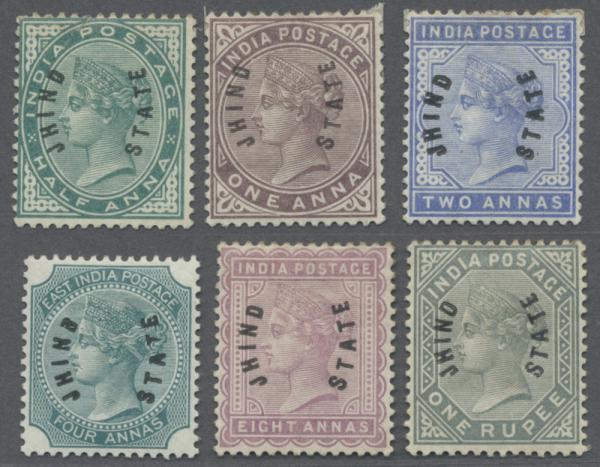 INDIA POSTAGE
JHIND STATE
HALF ANNA
INDIA POSTAGE
JHIND STATE
ONE ANNA
INDIA POSTAGE
JHIND STATE
TWO ANNAS
EAST INDIA POSTAGE
JHIND STATE
FOUR ANNAS
INDIA POSTAGE
JHIND STATE
EIGHT ANNAS
INDIA POSTAGE
JHIND STATE
ONE RUPEE